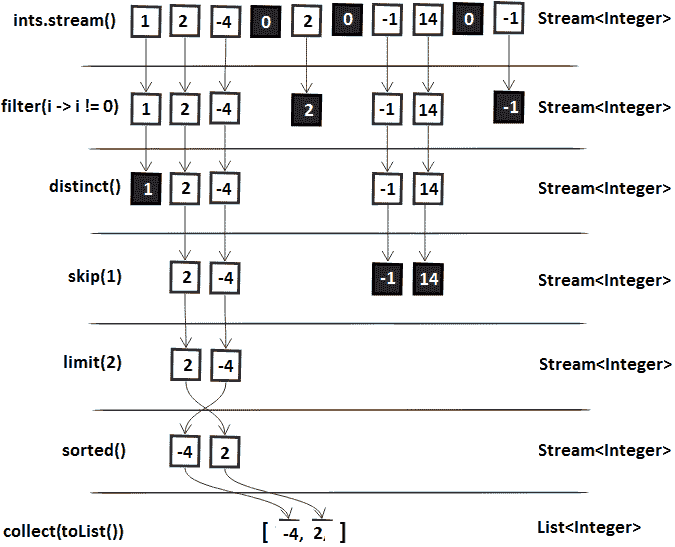 ints.stream() 1 2 -4 0 2 0 -1 14 0 -1 Stream<Integer>
filter(i -> i != 0) 1 2 -4 2 -1 14 -1 Stream<Integer>
distinct() 1 2 -4 -1 14 Stream<Integer>
skip(1) 2 -4 -1 14 Stream<Integer>
limit(2) 2 -4 Stream<Integer>
sorted() -4 2 Stream<Integer>
collect(toList()) [ -4, 2, ] List<Integer>